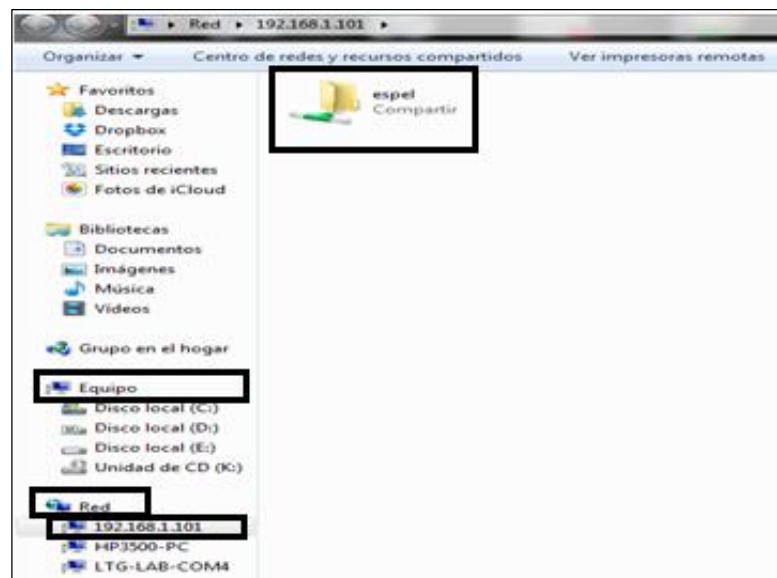 Red 192.168.1.101
Organizar Centro de redes y recursos compartidos Ver impresoras remotas
Favoritos
Descargas
Dropbox
Escritorio
Sitios recientes
Fotos de iCloud
Bibliotecas
Documentos
Imágenes
Música
Vídeos
Grupo en el hogar
Equipo
Disco local (C:)
Disco local (D:)
Disco local (E:)
Unidad de CD (K:)
Red
192.168.1.101
HP3500-PC
LTG-LAB-COM4
espel
Compartir